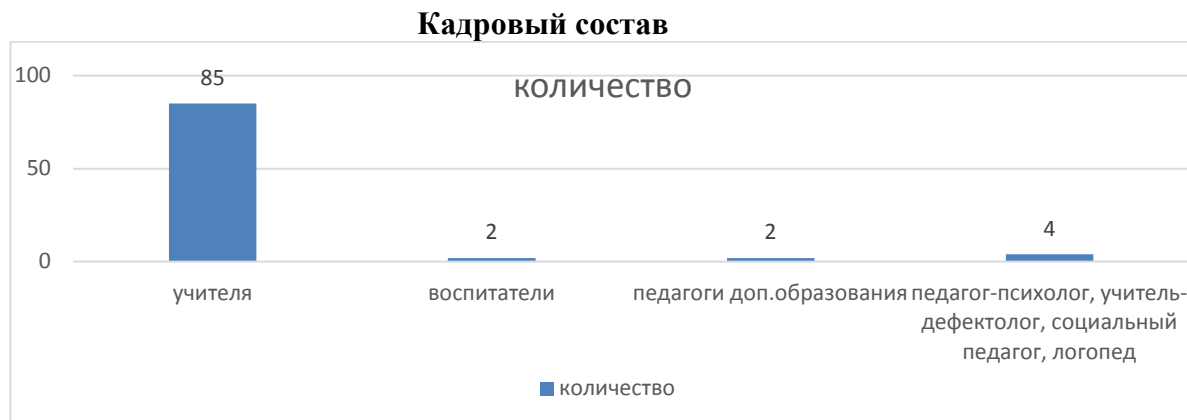 Кадровый состав
количество
100
85
50
2
2
4
0
учителя
воспитатели
педагоги доп.образования
педагог-психолог, учитель-
дефектолог, социальный
педагог, логопед
количество